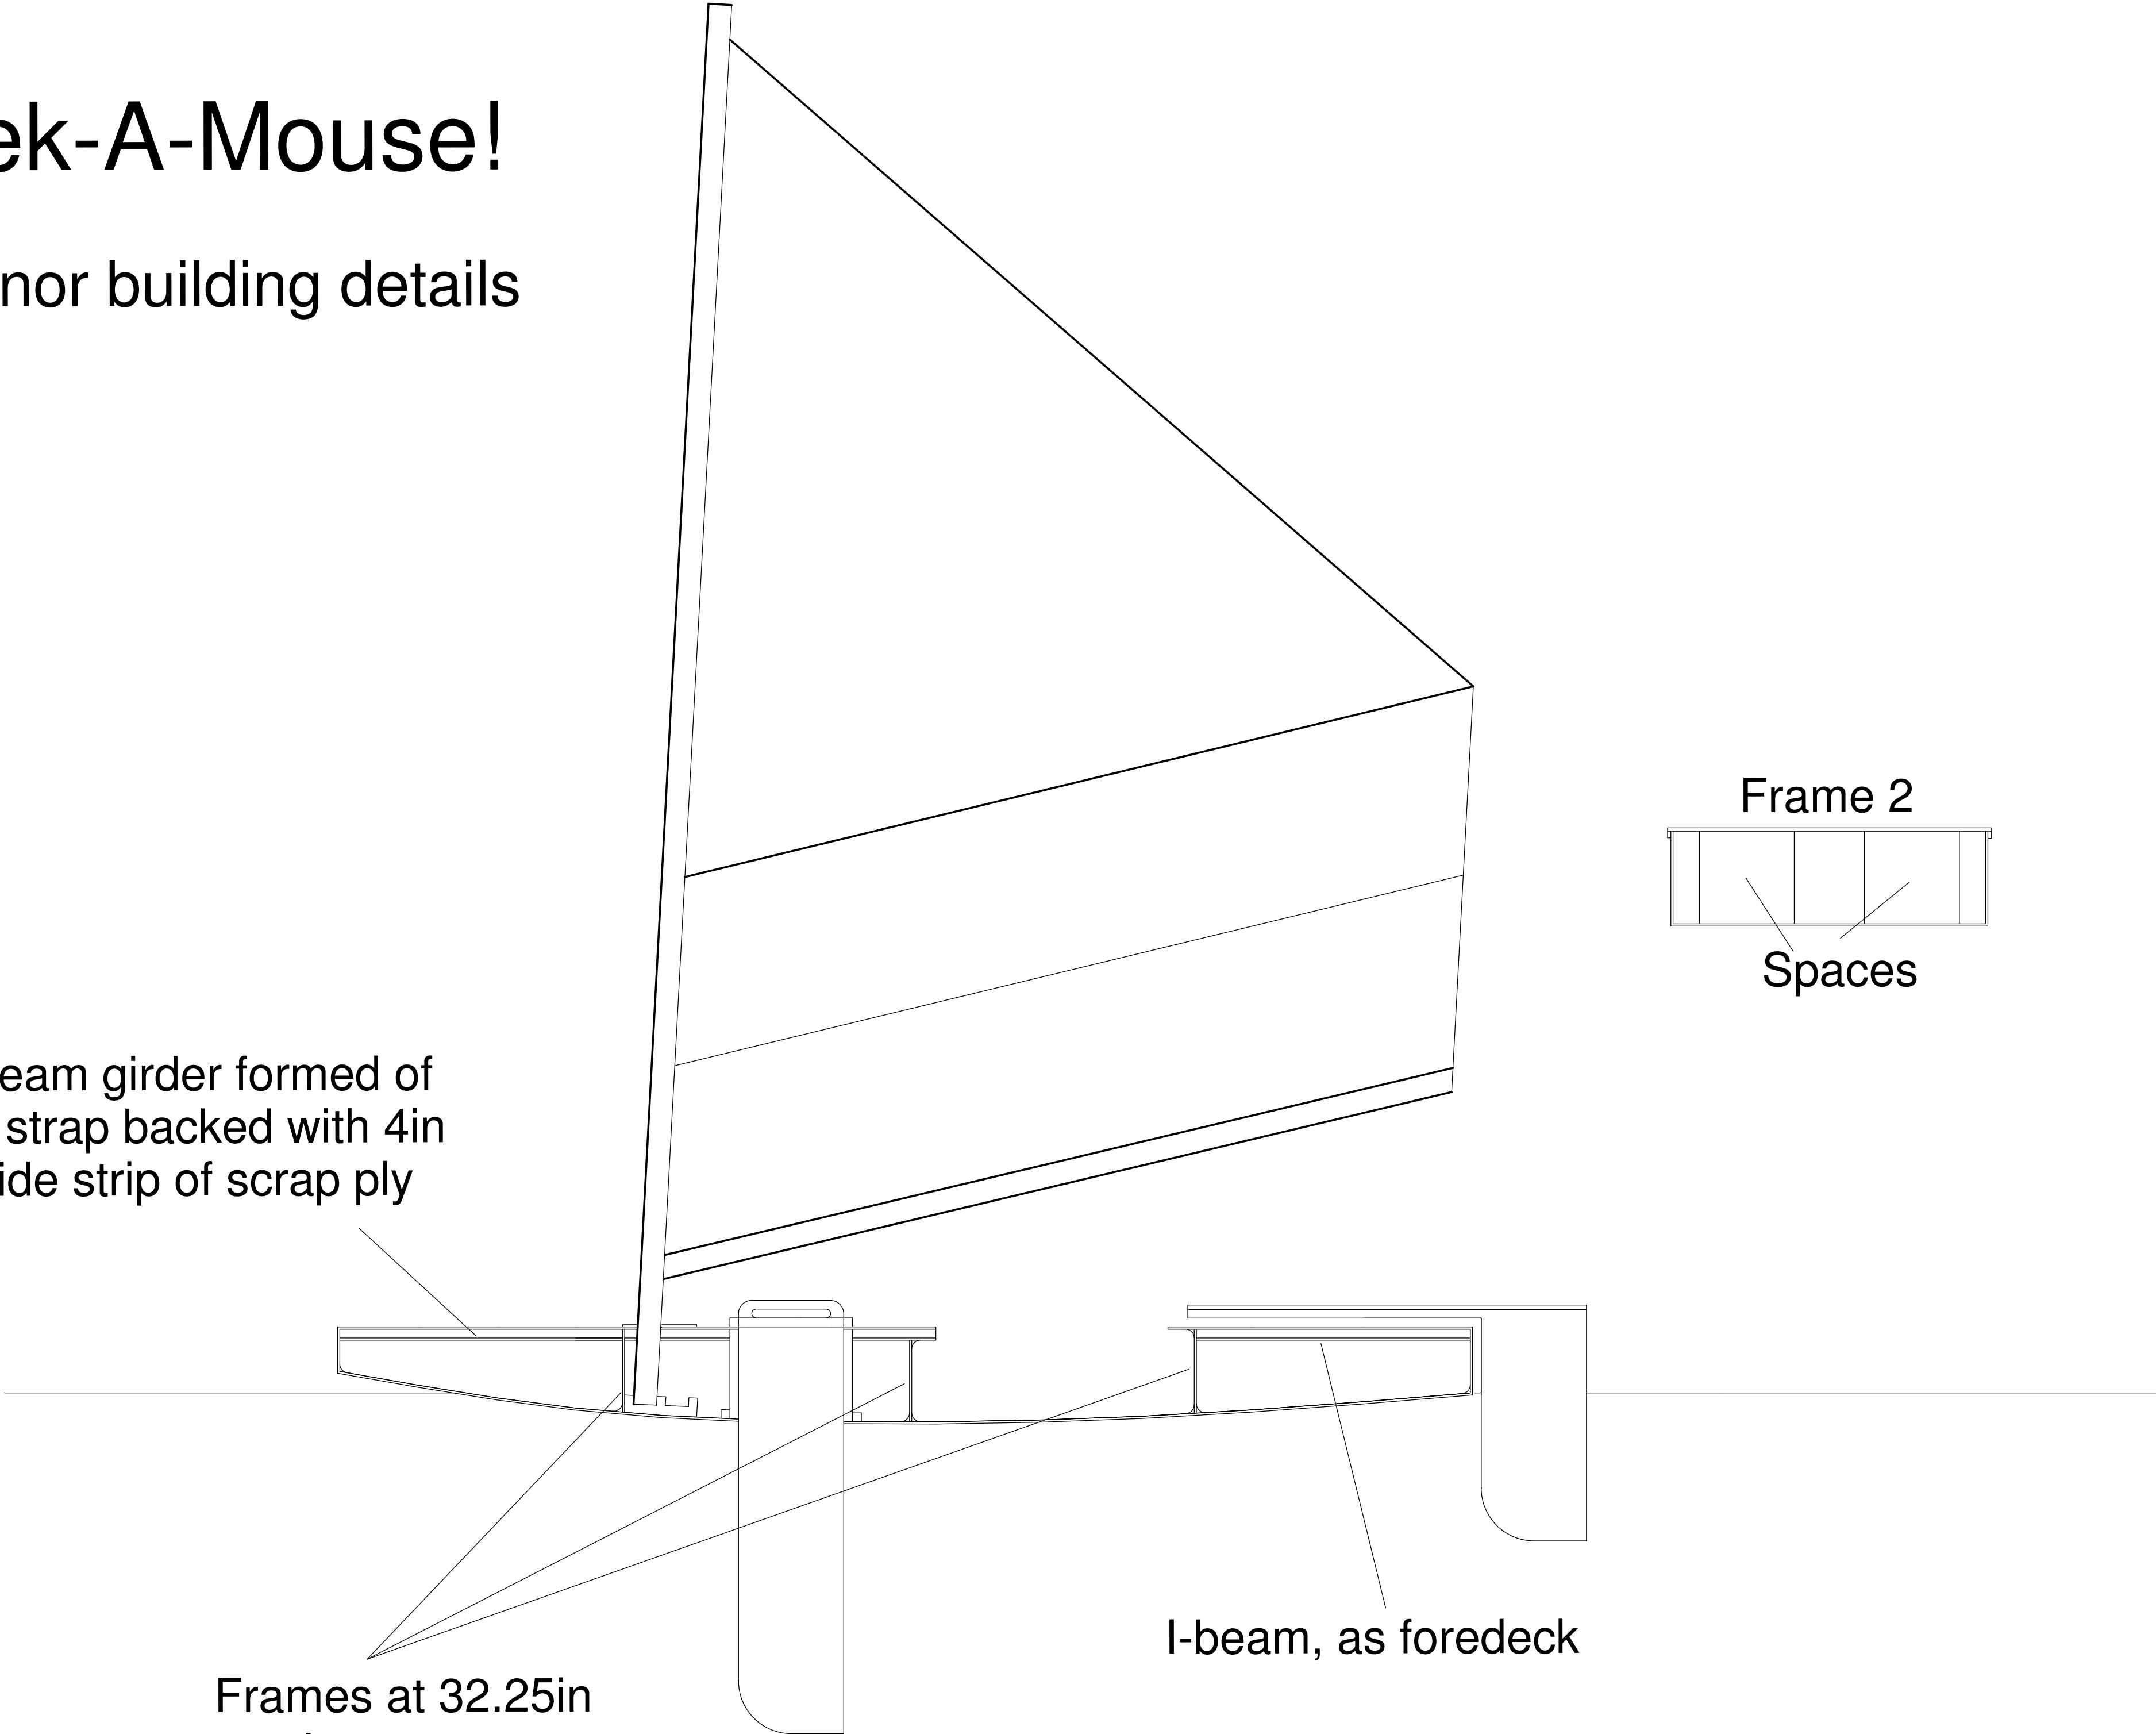 ek-A-Mouse!
nor building details
Frame 2
Spaces
eam girder formed of
strap backed with 4in
ide strip of scrap ply
I-beam, as foredeck
Frames at 32.25in